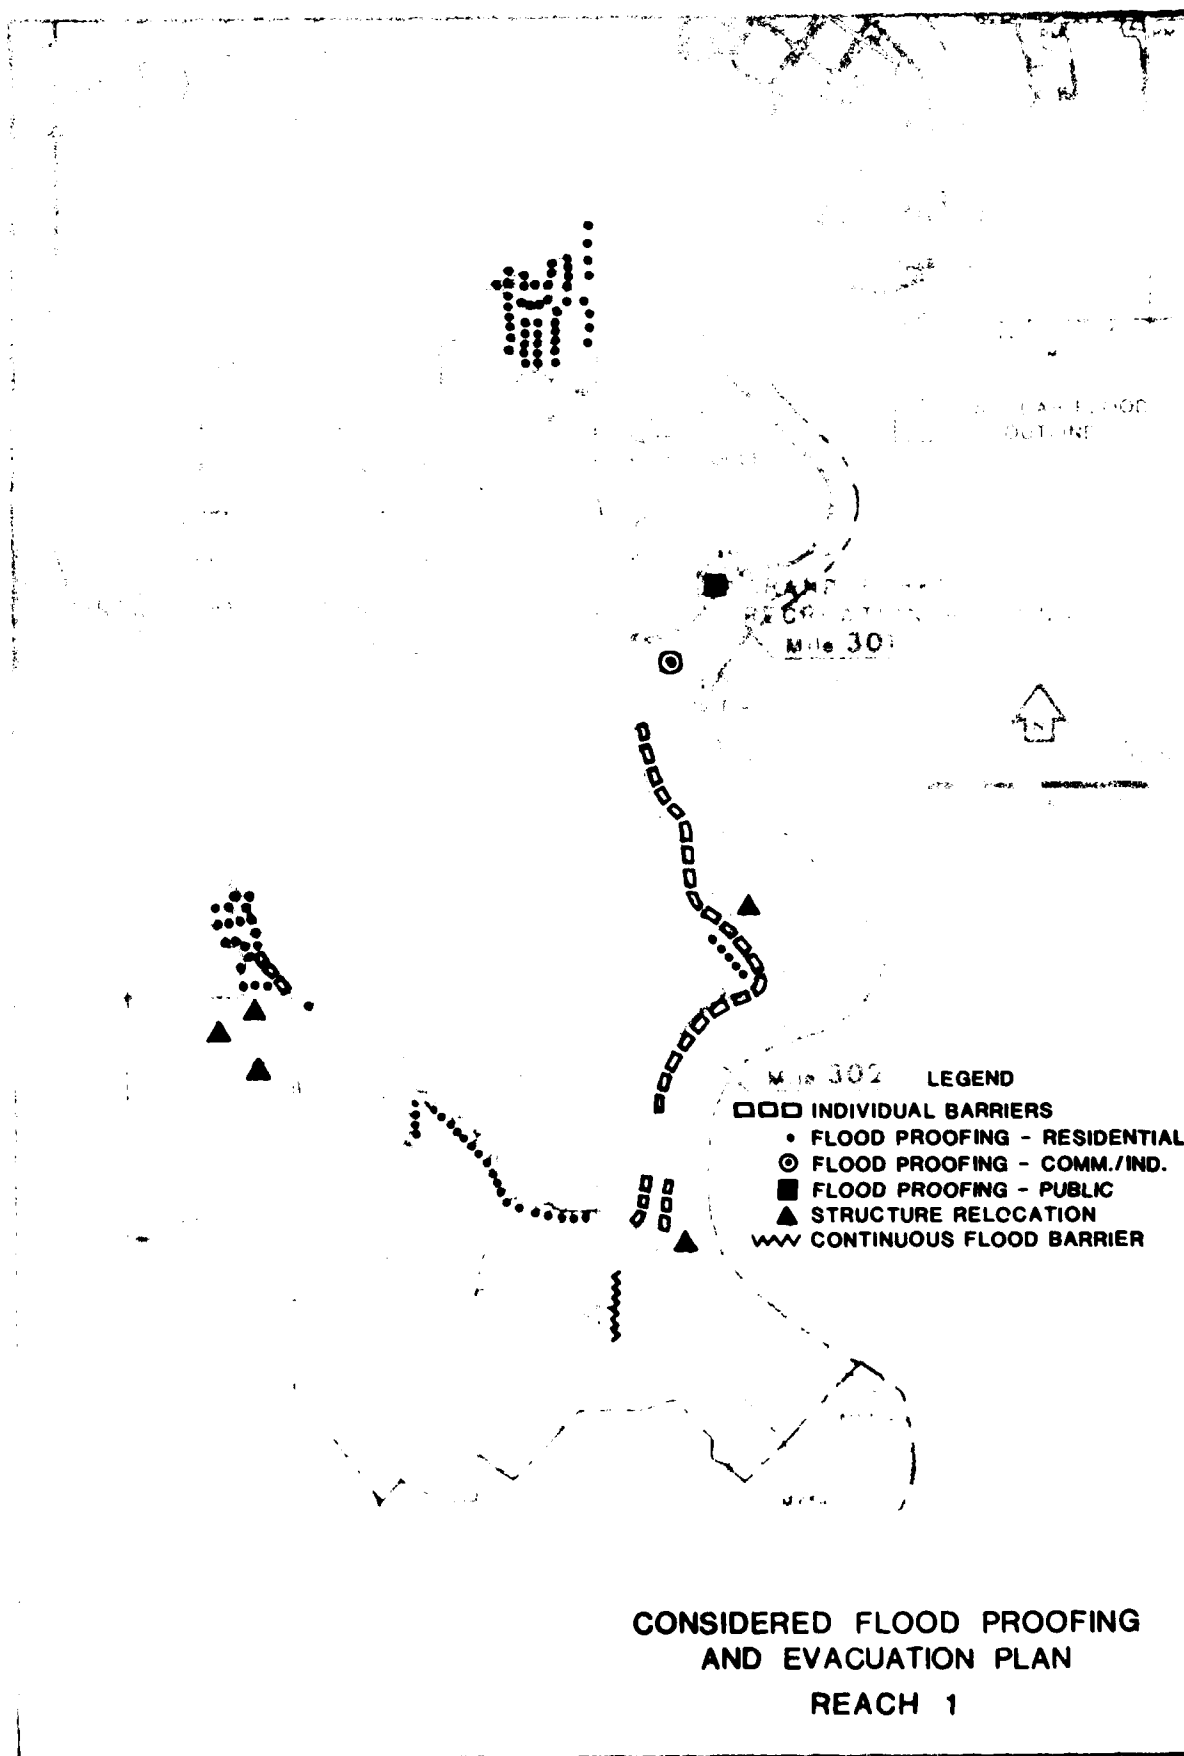 Mile 301
Mile 302
LEGEND
INDIVIDUAL BARRIERS
FLOOD PROOFING - RESIDENTIAL
FLOOD PROOFING - COMM./IND.
FLOOD PROOFING - PUBLIC
STRUCTURE RELOCATION
CONTINUOUS FLOOD BARRIER
CONSIDERED FLOOD PROOFING
AND EVACUATION PLAN
REACH 1